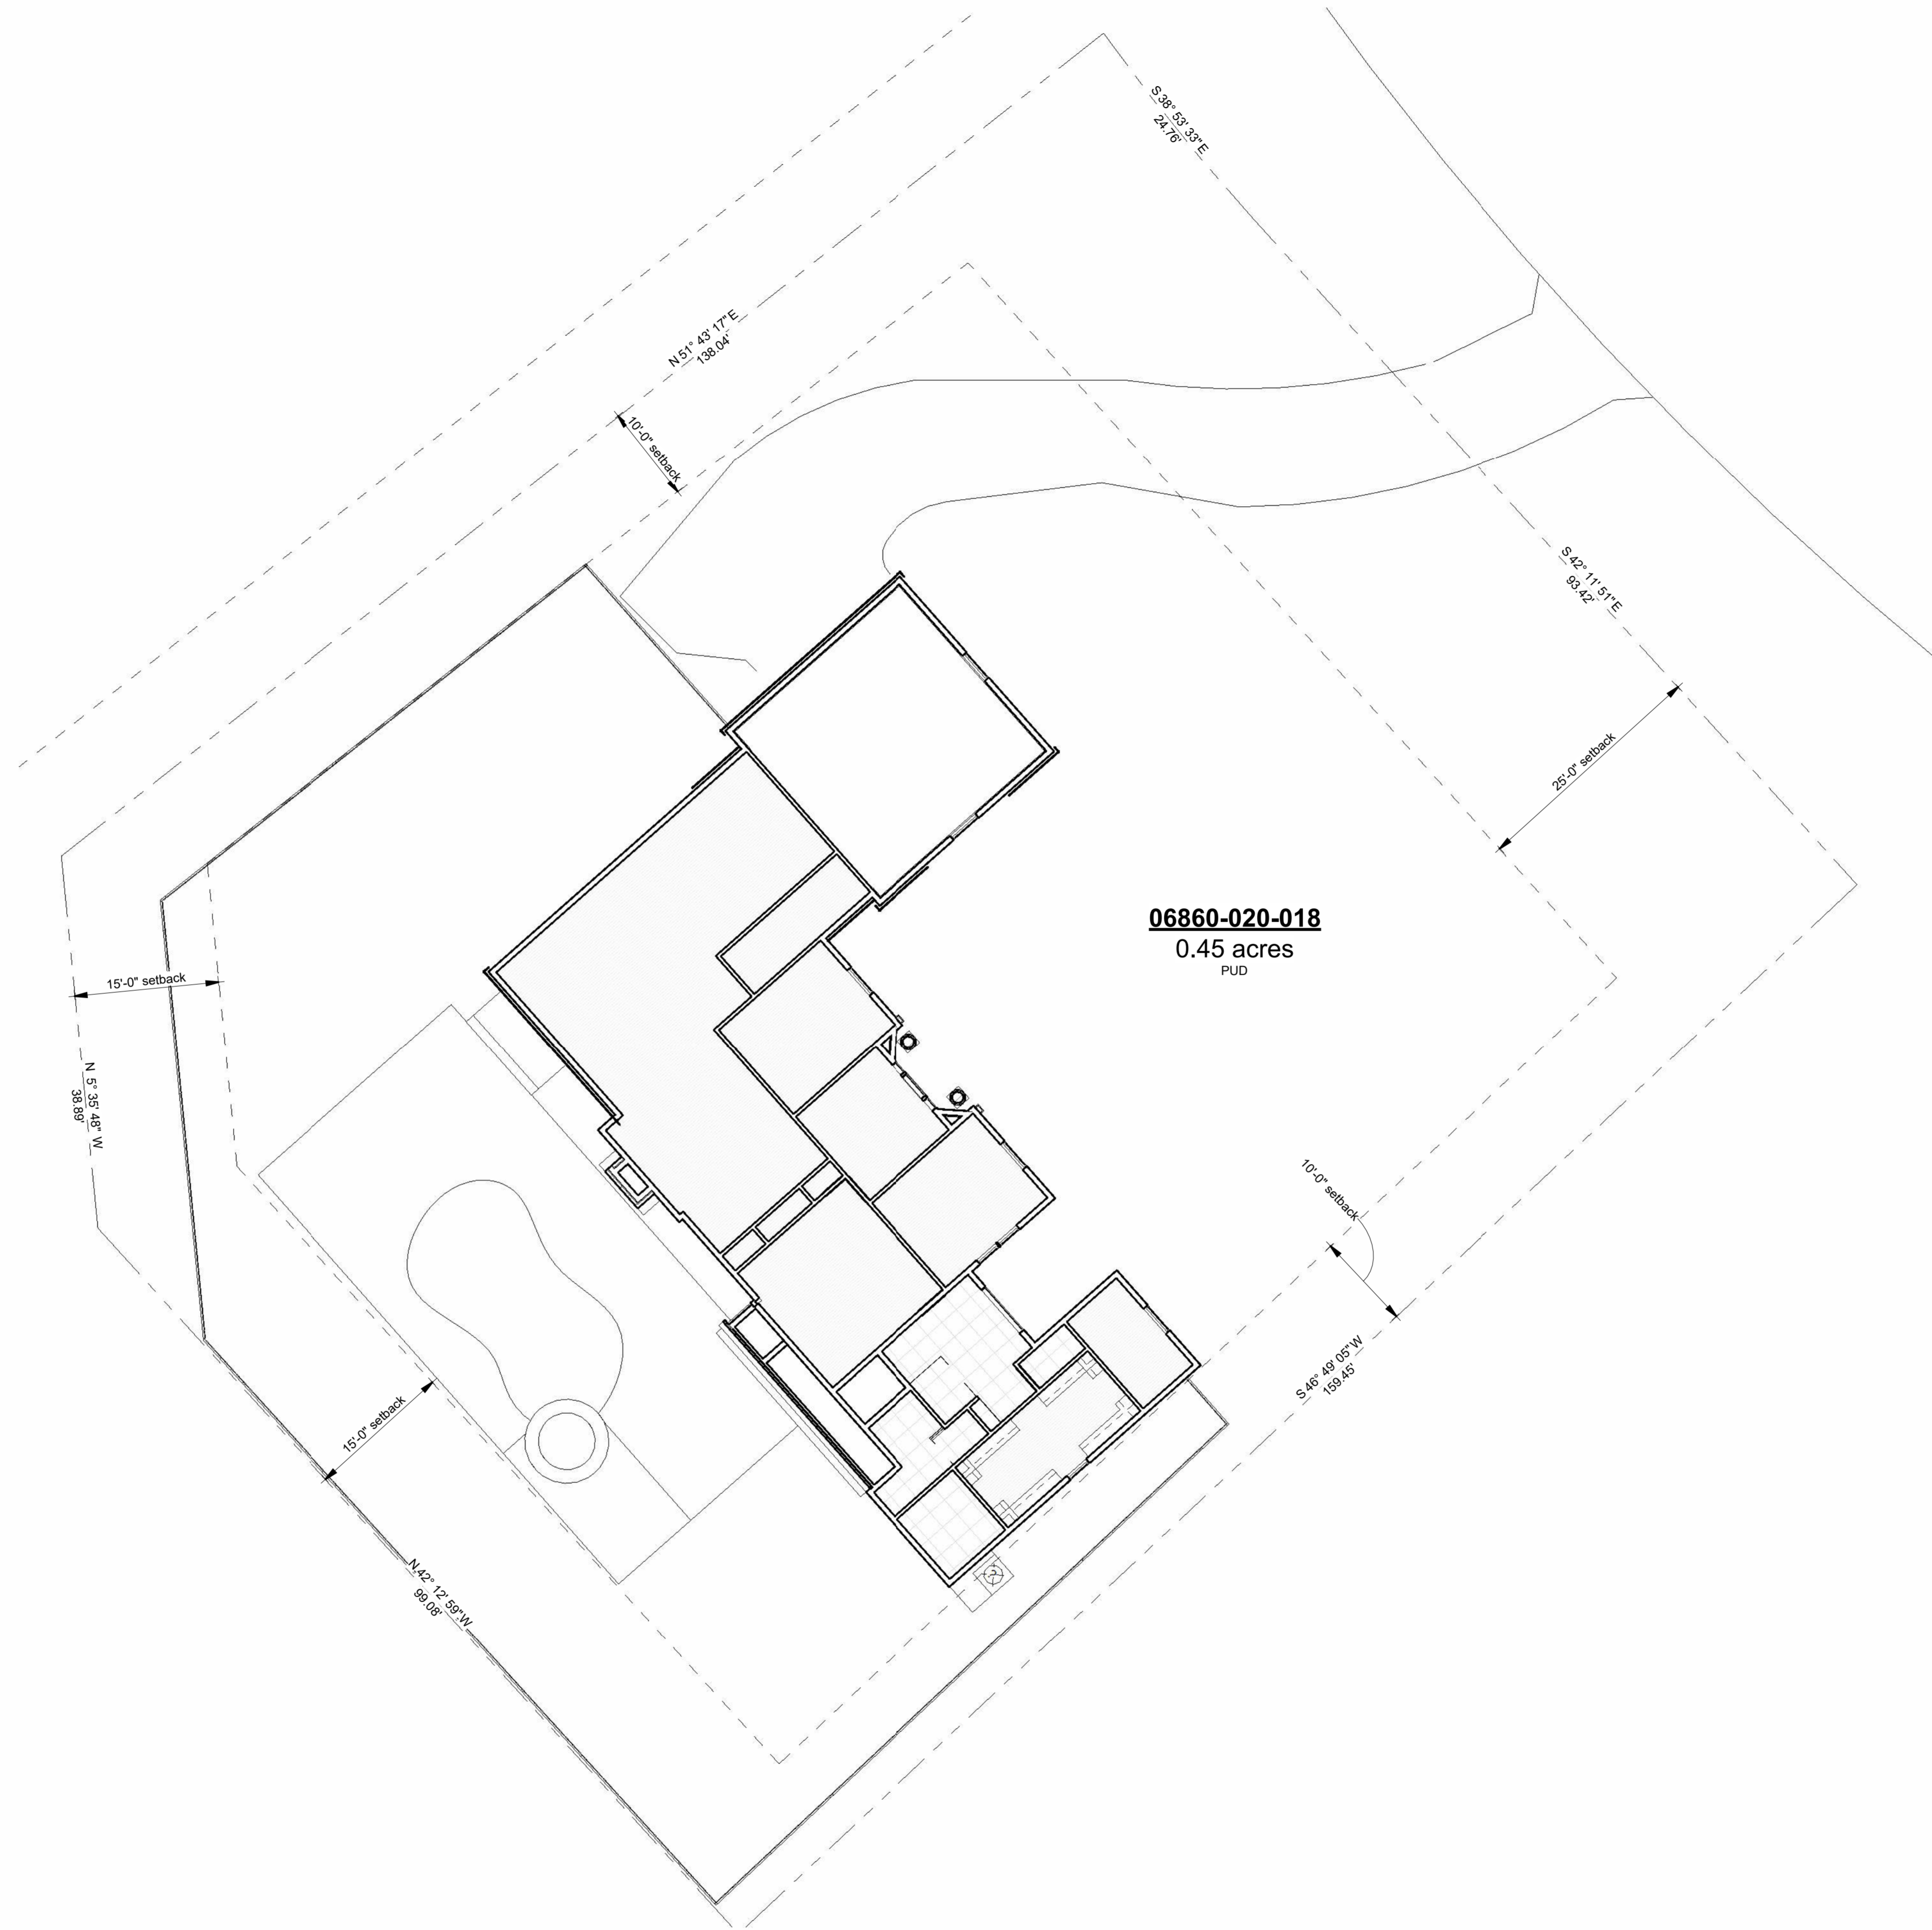 S 38° 53' 33" E
24.76'
N 51° 43' 17" E
138.04'
10'-0" setback
S 42° 11' 51" E
93.42'
25'-0" setback
06860-020-018
0.45 acres
PUD
15'-0" setback
N 5° 35' 48" W
38.89'
10'-0" setback
S 46° 49' 05" W
159.45'
15'-0" setback
N 42° 12' 59" W
99.08'